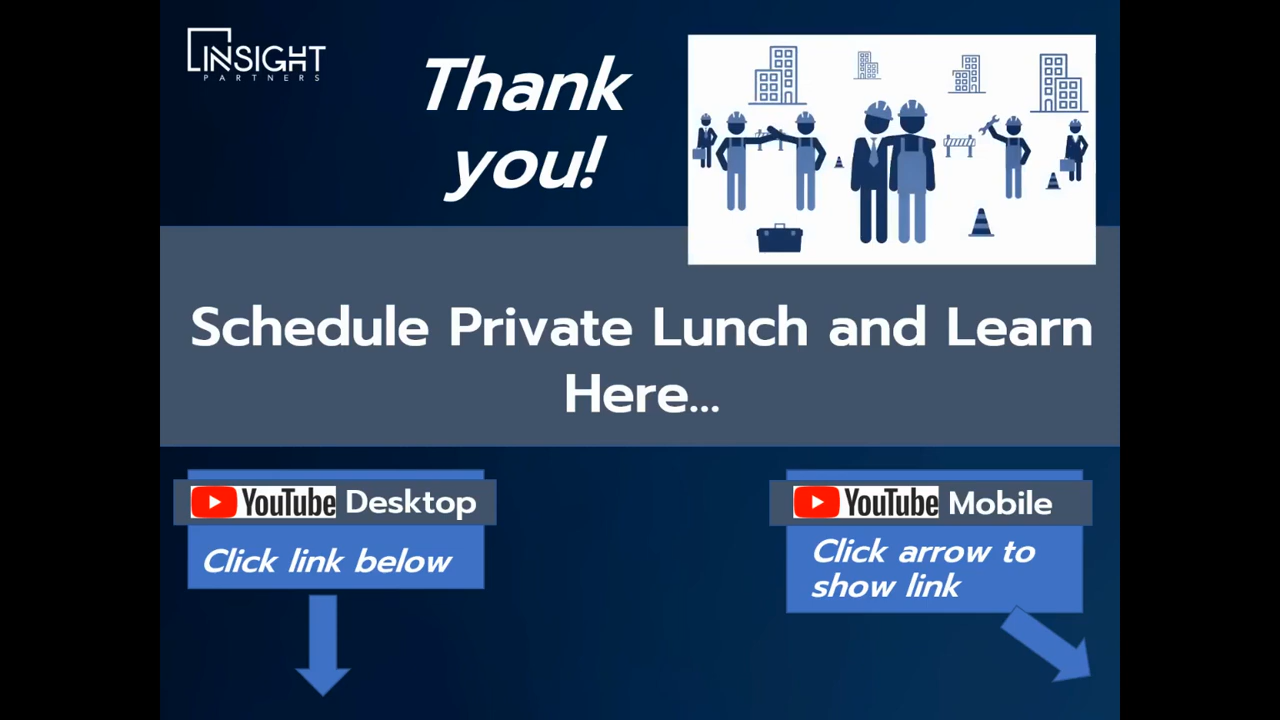 INSIGHT
PARTNERS
Thank
you!
Schedule Private Lunch and Learn
Here...
YouTube Desktop
Click link below
YouTube Mobile
Click arrow to
show link